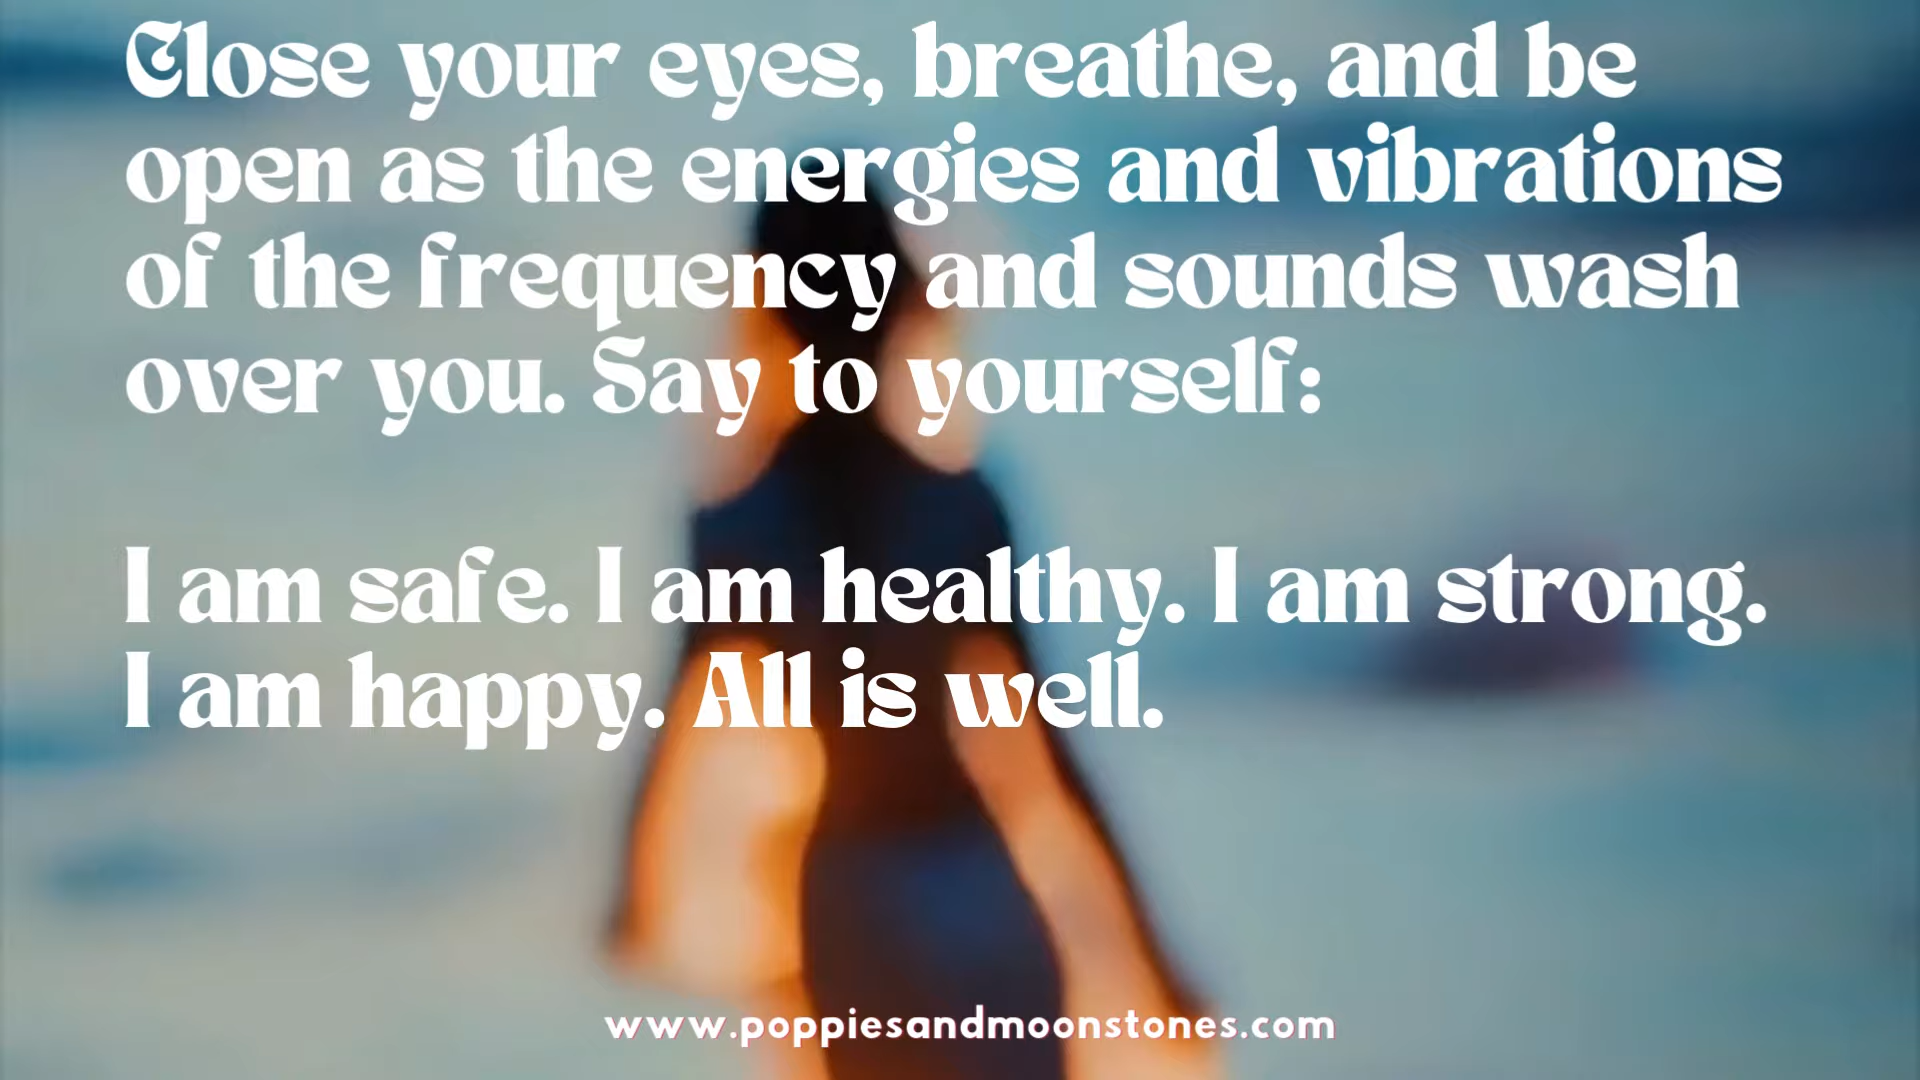 Close your eyes, breathe, and be
open as the energies and vibrations
of the frequency and sounds wash
over you. Say to yourself:
I am safe. I am healthy. I am strong.
I am happy. All is well.
www.poppiesandmoonstones.com